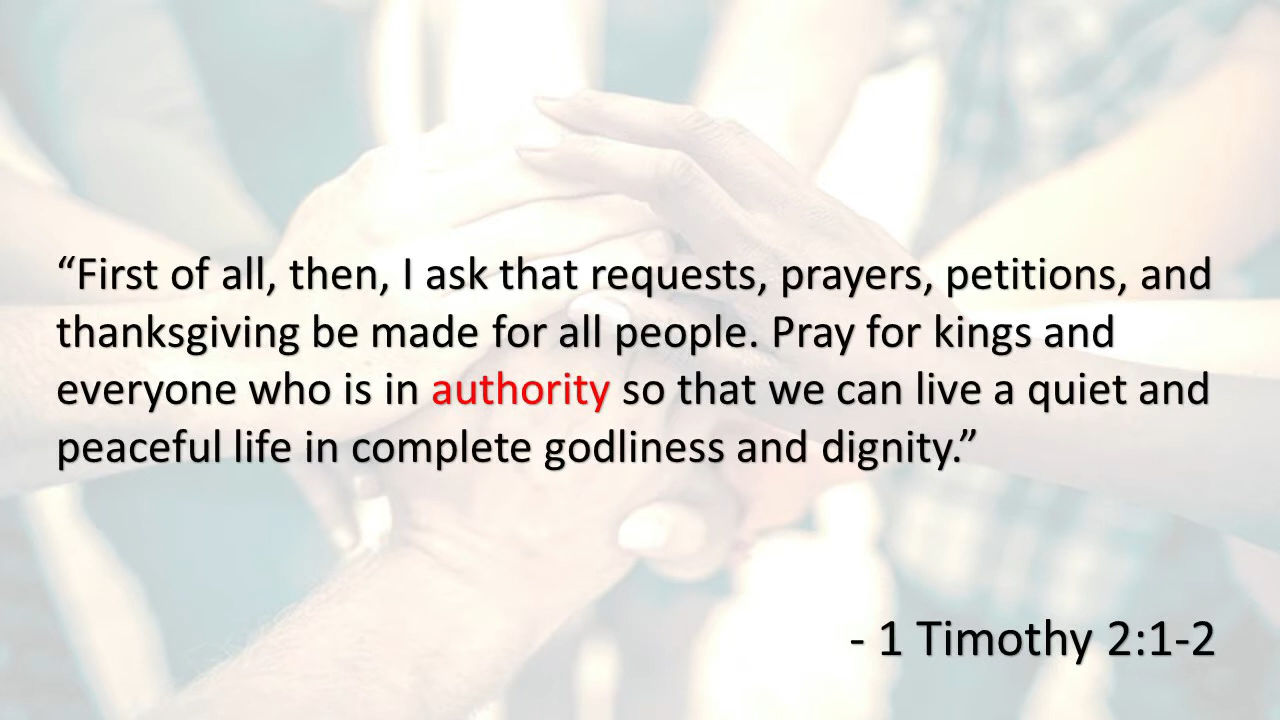 “First of all, then, I ask that requests, prayers, petitions, and
thanksgiving be made for all people. Pray for kings and
everyone who is in authority so that we can live a quiet and
peaceful life in complete godliness and dignity.”
- 1 Timothy 2:1-2